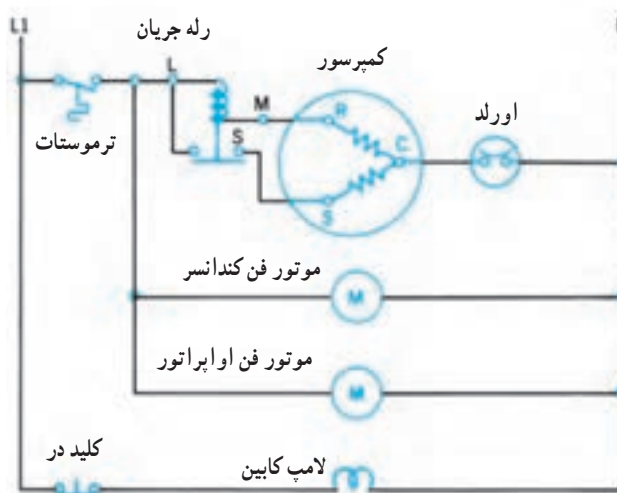 L1
رله جریان
L
M
S
کمپرسور
R
C
S
اورلد
ترموستات
موتور فن کندانسر
M
موتور فن اواپراتور
M
کلید در
لامپ کابین